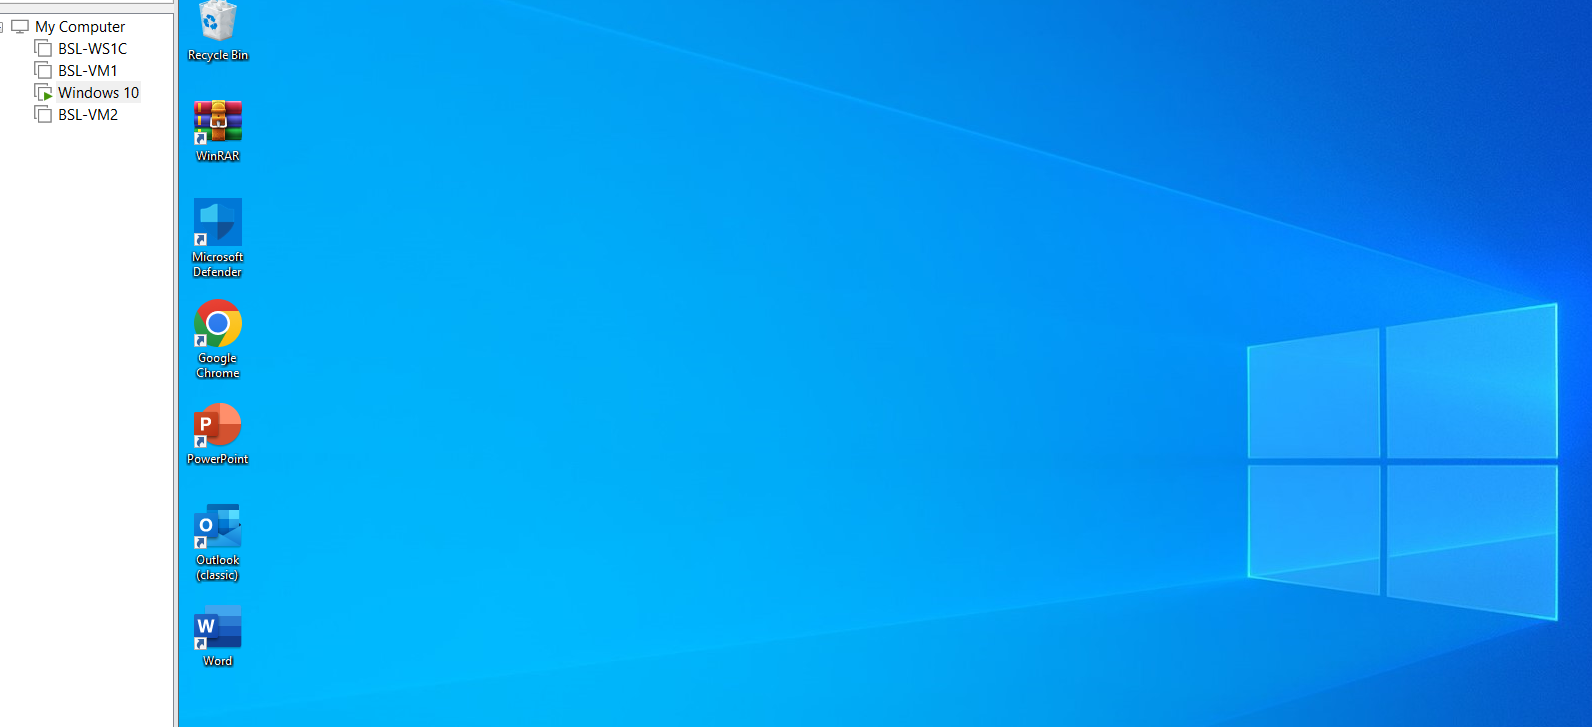 My Computer
BSL-WS1C
BSL-VM1
Windows 10
BSL-VM2
Recycle Bin
WinRAR
Microsoft
Defender
Google
Chrome
P
PowerPoint
O
Outlook
(classic)
W
Word